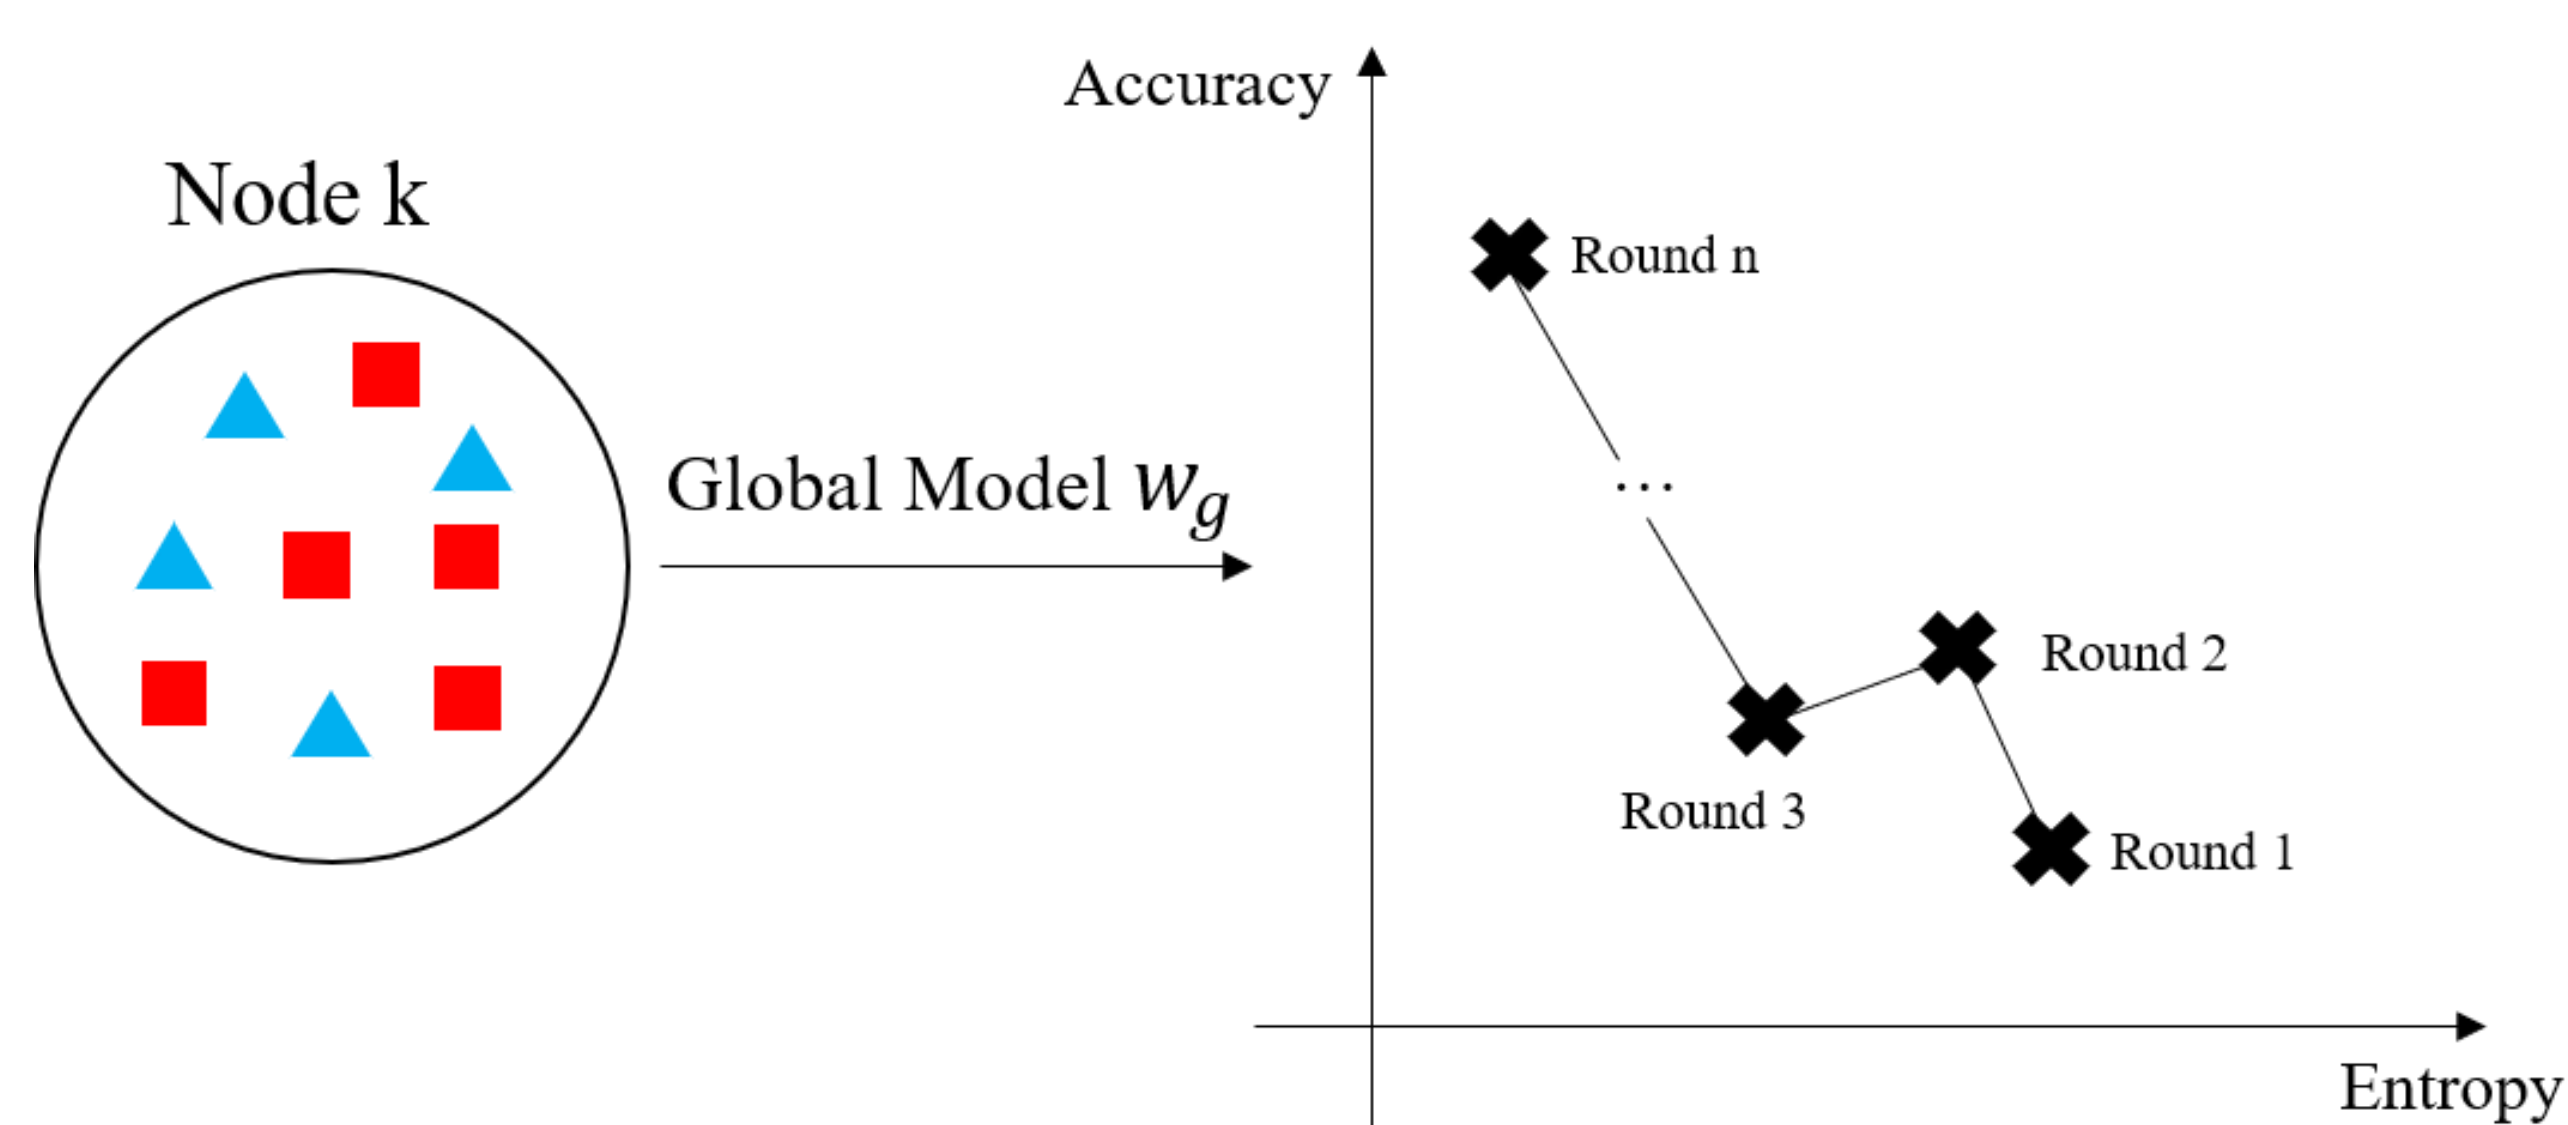 Accuracy
Node k
Round n
Global Model w_g
...
Round 2
Round 3
Round 1
Entropy